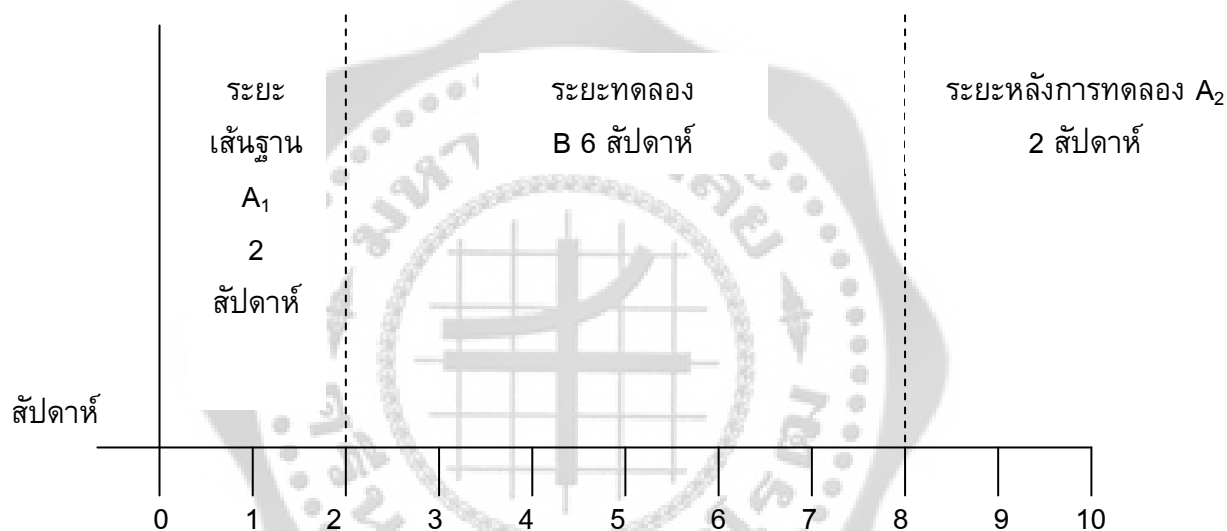 ระยะ
เส้นฐาน
A₁
2
สัปดาห์
ระยะทดลอง
B 6 สัปดาห์
ระยะหลังการทดลอง A₂
2 สัปดาห์
สัปดาห์
0 1 2 3 4 5 6 7 8 9 10